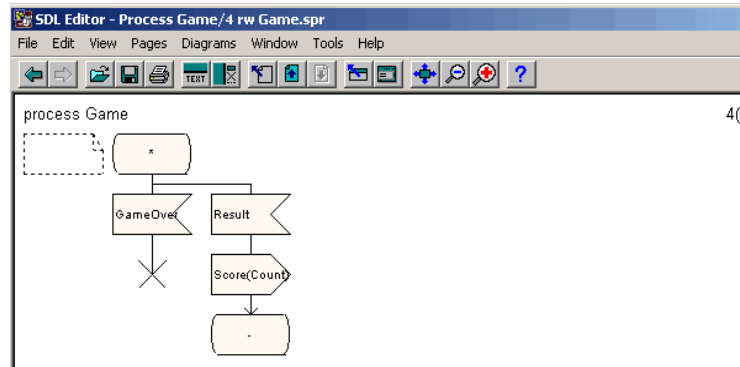 SDL Editor - Process Game/4 rw Game.spr
File Edit View Pages Diagrams Window Tools Help
TEXT
?
process Game
4(
*
GameOver
Result
Score(Count)
-